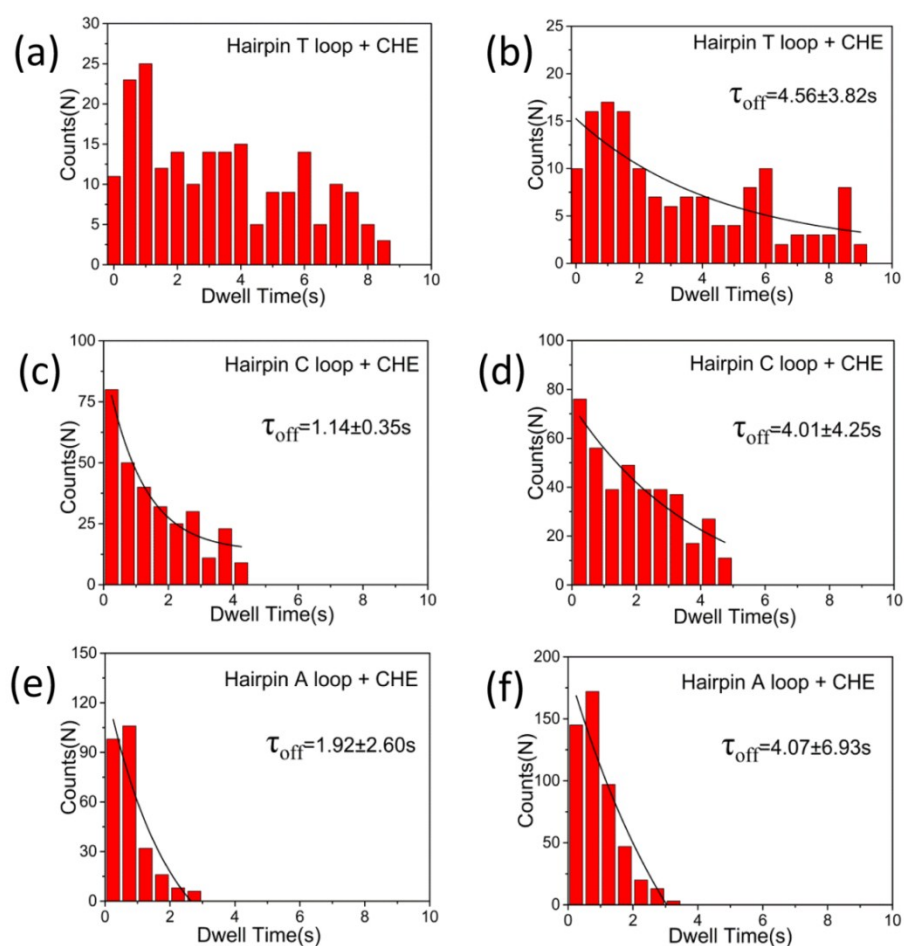 (a)
Hairpin T loop + CHE
Counts(N)
30
25
20
15
10
5
0
0 2 4 6 8 10
Dwell Time(s)
(b)
Hairpin T loop + CHE
τoff=4.56±3.82s
Counts(N)
25
20
15
10
5
0
0 2 4 6 8 10
Dwell Time(s)
(c)
Hairpin C loop + CHE
τoff=1.14±0.35s
Counts(N)
100
75
50
25
0
0 2 4 6 8 10
Dwell Time(s)
(d)
Hairpin C loop + CHE
τoff=4.01±4.25s
Counts(N)
100
80
60
40
20
0
0 2 4 6 8 10
Dwell Time(s)
(e)
Hairpin A loop + CHE
τoff=1.92±2.60s
Counts(N)
150
120
90
60
30
0
0 2 4 6 8 10
Dwell Time(s)
(f)
Hairpin A loop + CHE
τoff=4.07±6.93s
Counts(N)
200
150
100
50
0
0 2 4 6 8 10
Dwell Time(s)